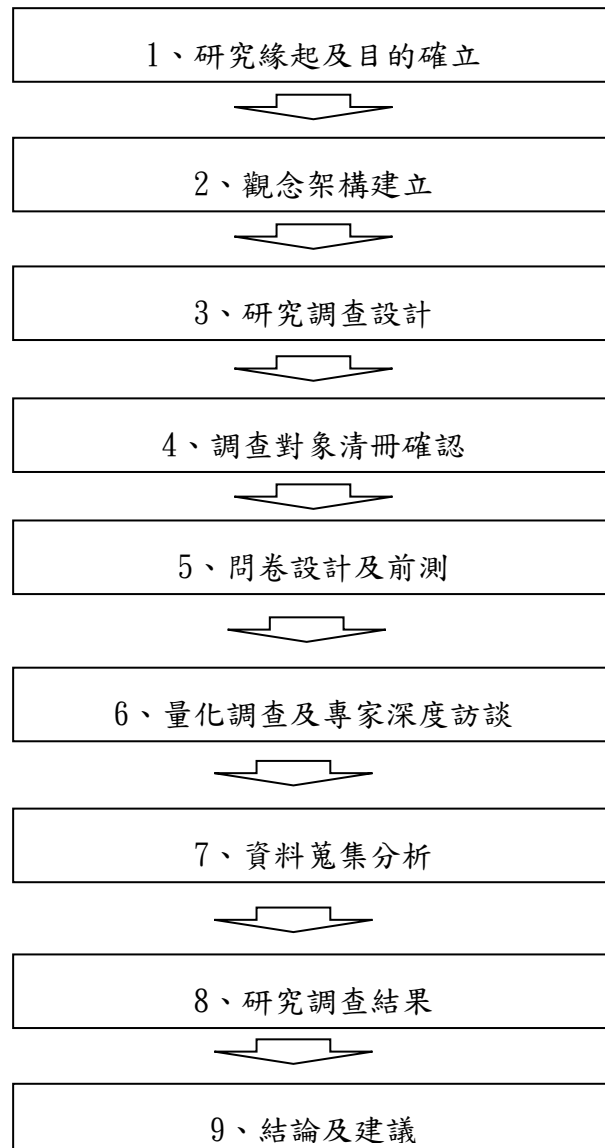 1、研究緣起及目的確立
2、觀念架構建立
3、研究調查設計
4、調查對象清冊確認
5、問卷設計及前測
6、量化調查及專家深度訪談
7、資料蒐集分析
8、研究調查結果
9、結論及建議